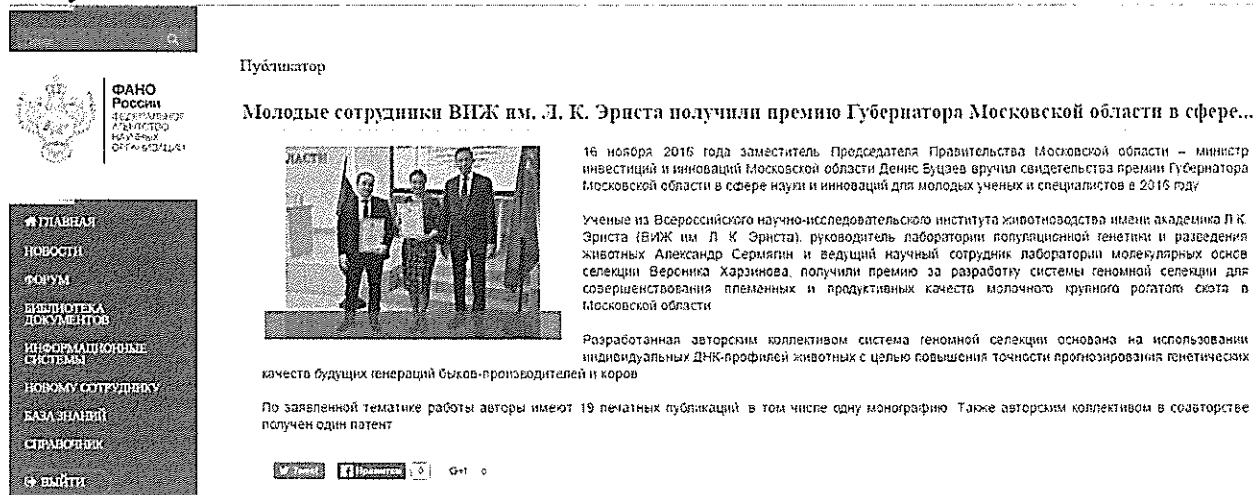 Публикатор
ФАНО
России
ФЕДЕРАЛЬНОЕ
АГЕНТСТВО
НАУЧНЫХ
ОРГАНИЗАЦИЙ
Молодые сотрудники ВИЖ им. Л. К. Эрнста получили премию Губернатора Московской области в сфере...
ЛАСТИ
16 ноября 2016 года заместитель Председателя Правительства Московской области – министр
инвестиций и инноваций Московской области Денис Буцаев вручил свидетельства премии Губернатора
Московской области в сфере науки и инноваций для молодых ученых и специалистов в 2016 году
Ученые из Всероссийского научно-исследовательского института животноводства имени академика Л.К.
Эрнста (ВИЖ им. Л. К. Эрнста), руководитель лаборатории популяционной генетики и разведения
животных Александр Сермягин и ведущий научный сотрудник лаборатории молекулярных основ
селекции Вероника Харзинова, получили премию за разработку системы геномной селекции для
совершенствования племенных и продуктивных качеств молочного крупного рогатого скота в
Московской области
Разработанная авторским коллективом система геномной селекции основана на использовании
индивидуальных ДНК-профилей животных с целью повышения точности прогнозирования генетических
качеств будущих генераций быков-производителей и коров
По заявленной тематике работы авторы имеют 19 печатных публикаций, в том числе одну монографию. Также авторским коллективом в соавторстве
получен один патент
ГЛАВНАЯ
НОВОСТИ
ФОРУМ
БИБЛИОТЕКА
ДОКУМЕНТОВ
ИНФОРМАЦИОННЫЕ
СИСТЕМЫ
НОВОМУ СОТРУДНИКУ
БАЗА ЗНАНИЙ
СПРАВОЧНИК
ВЫЙТИ
Tweet Нравится 0 G+1 0